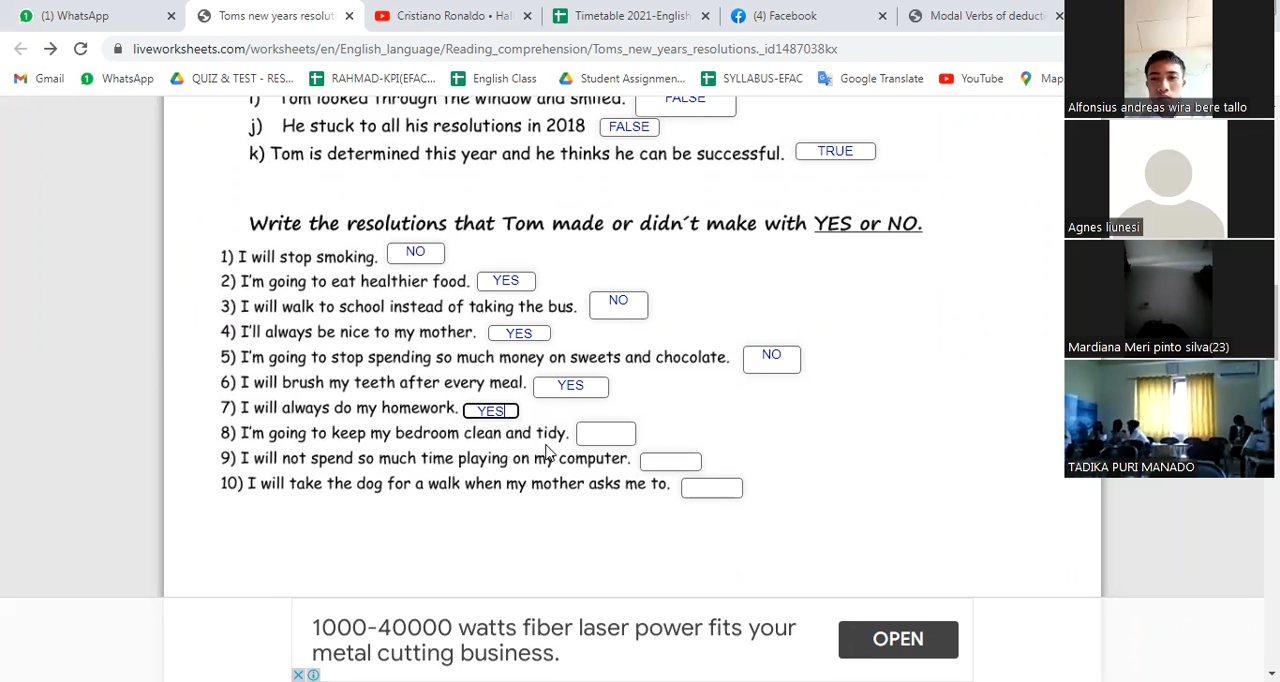 (1) WhatsApp
Toms new years resolut
Cristiano Ronaldo • Hal
Timetable 2021-English
(4) Facebook
Modal Verbs of deducti
liveworksheets.com/worksheets/en/English_language/Reading_comprehension/Toms_new_years_resolutions._id1487038kx
Gmail
WhatsApp
QUIZ & TEST - RES...
RAHMAD-KPI(EFAC...
English Class
Student Assignmen...
SYLLABUS-EFAC
Google Translate
YouTube
Map
Tom looked through the window and smiled. FALSE
j) He stuck to all his resolutions in 2018 FALSE
k) Tom is determined this year and he thinks he can be successful. TRUE
Write the resolutions that Tom made or didn´t make with YES or NO.
1) I will stop smoking. NO
2) I'm going to eat healthier food. YES
3) I will walk to school instead of taking the bus. NO
4) I'll always be nice to my mother. YES
5) I'm going to stop spending so much money on sweets and chocolate. NO
6) I will brush my teeth after every meal. YES
7) I will always do my homework. YES
8) I'm going to keep my bedroom clean and tidy.
9) I will not spend so much time playing on my computer.
10) I will take the dog for a walk when my mother asks me to.
1000-40000 watts fiber laser power fits your
metal cutting business.
OPEN
Alfonsius andreas wira bere tallo
Agnes liunesi
Mardiana Meri pinto silva(23)
TADIKA PURI MANADO